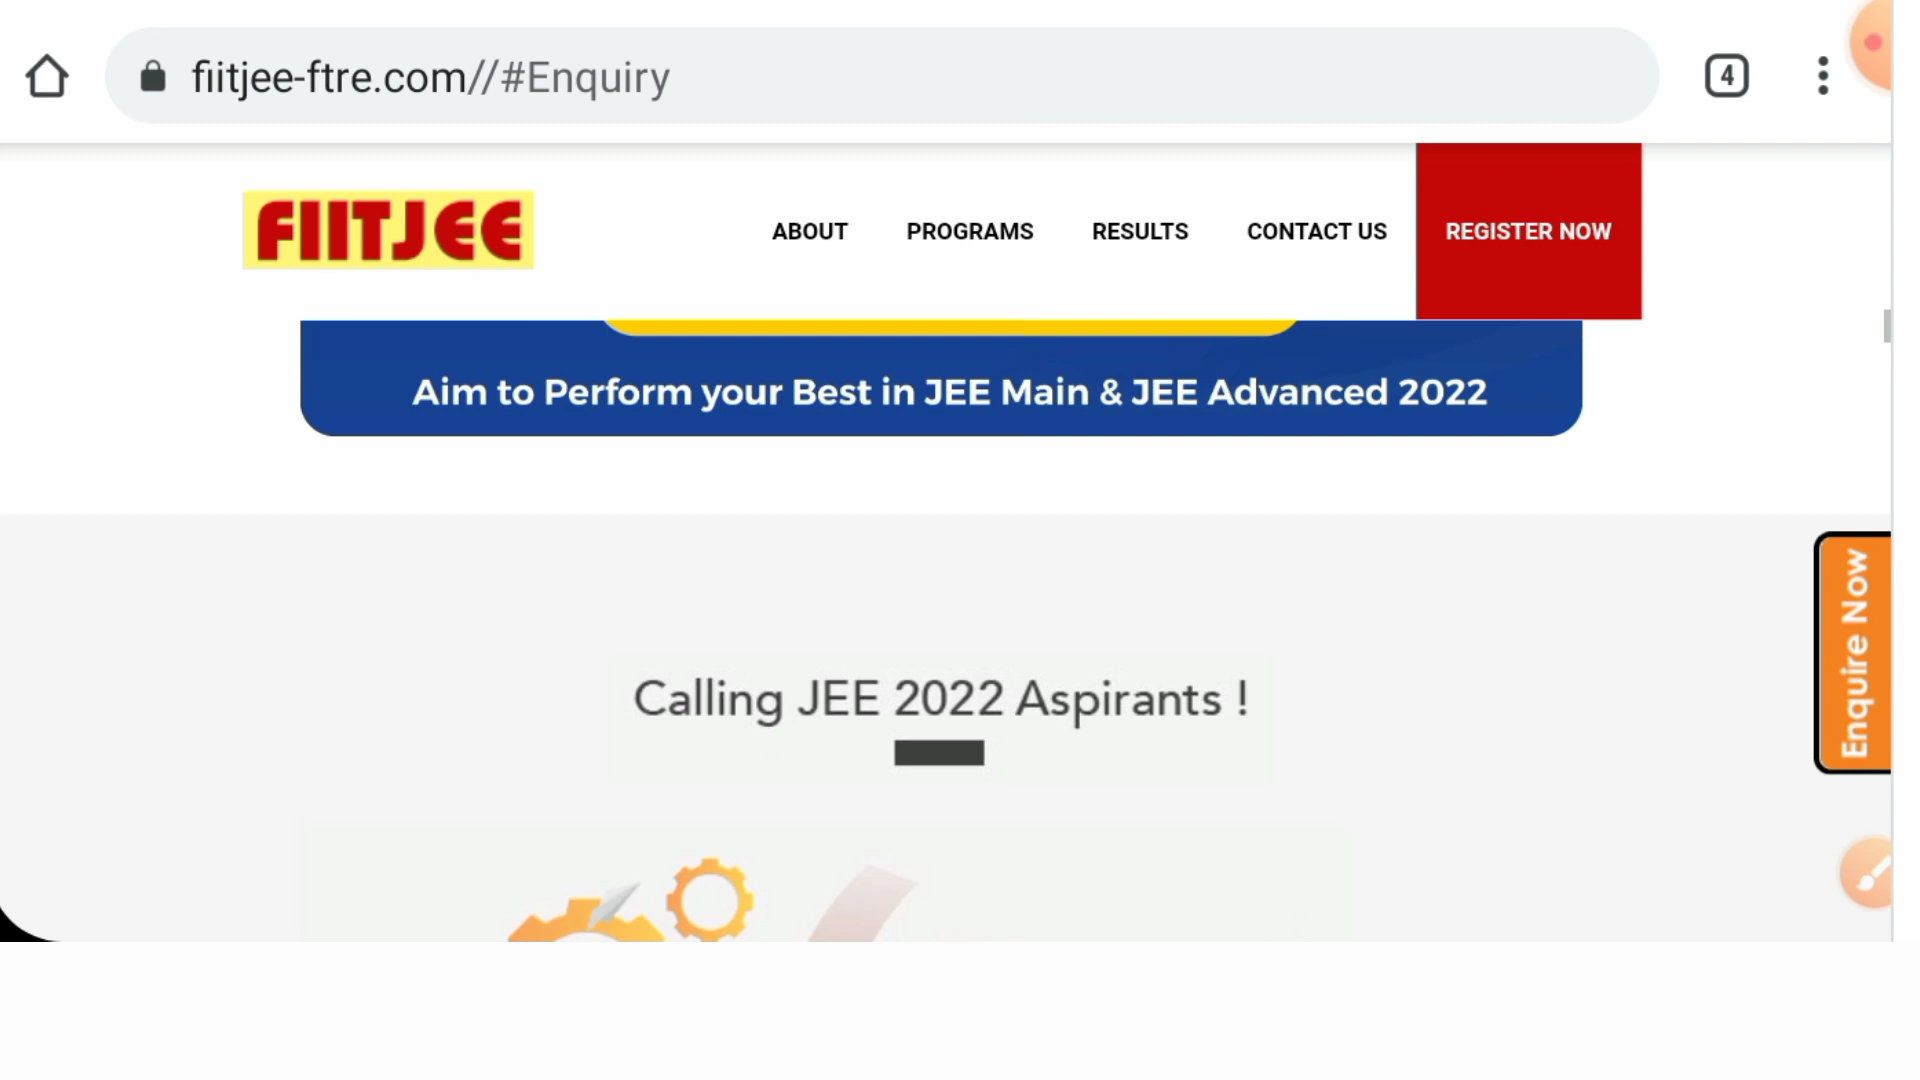 fiitjee-ftre.com//#Enquiry
4
FIITJEE
ABOUT PROGRAMS RESULTS CONTACT US REGISTER NOW
Aim to Perform your Best in JEE Main & JEE Advanced 2022
Enquire Now
Calling JEE 2022 Aspirants !